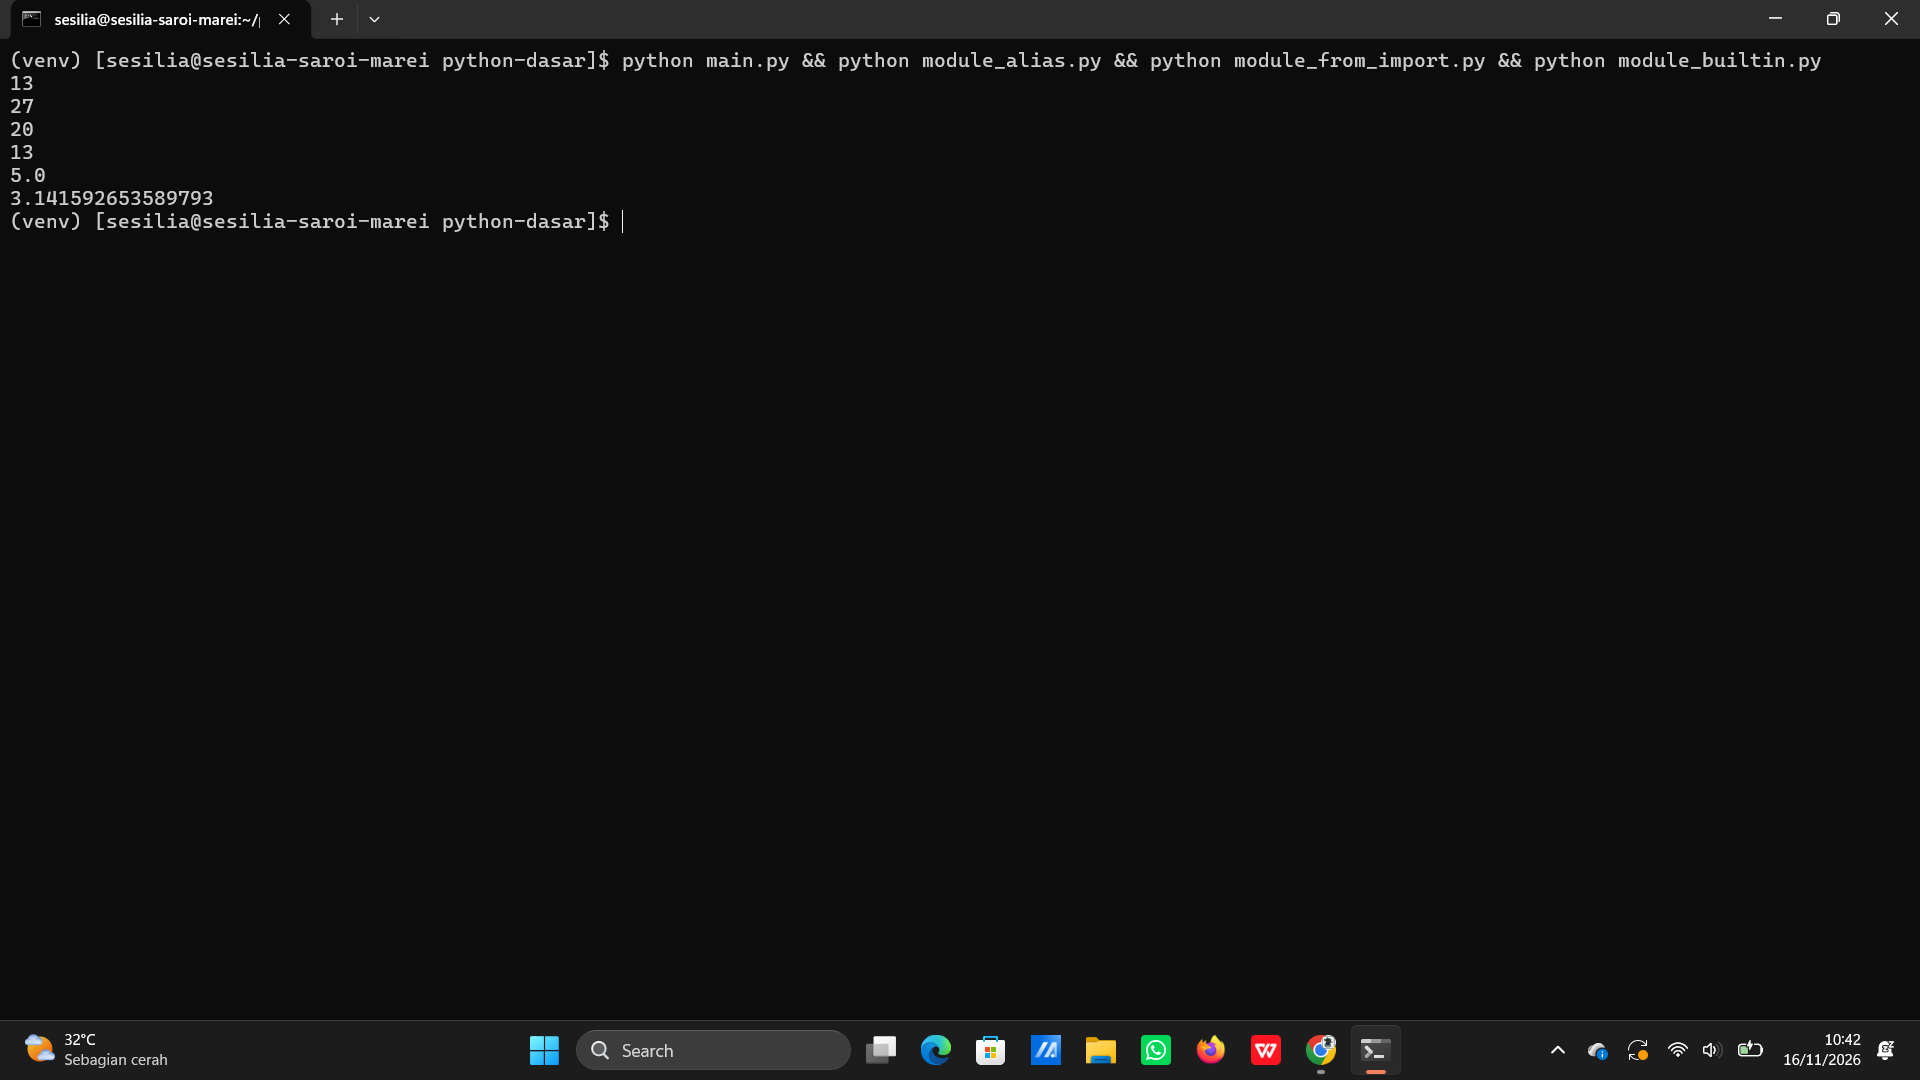 sesilia@sesilia-saroi-marei:~/
(venv) [sesilia@sesilia-saroi-marei python-dasar]$ python main.py && python module_alias.py && python module_from_import.py && python module_builtin.py
13
27
20
13
5.0
3.141592653589793
(venv) [sesilia@sesilia-saroi-marei python-dasar]$
32°C
Sebagian cerah
Search
10:42
16/11/2026